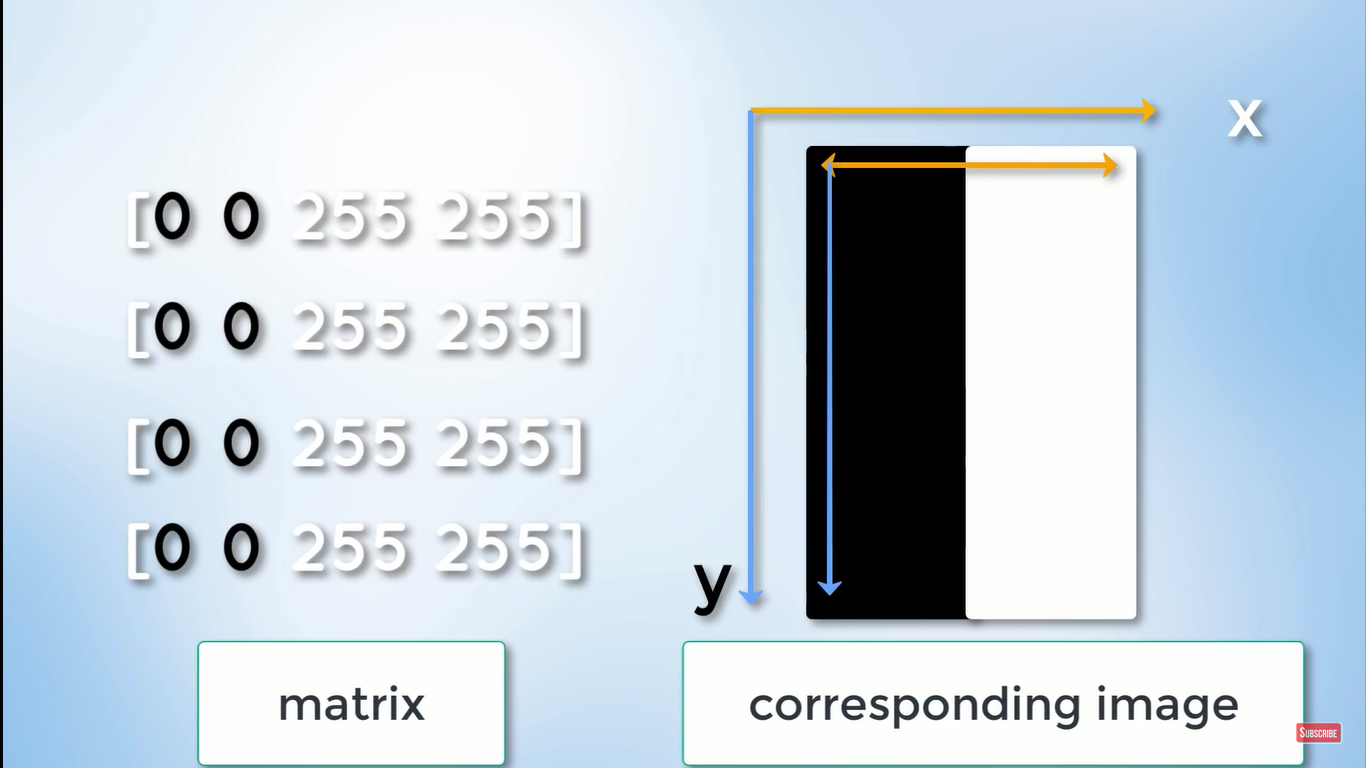 x
[0 0 255 255]
[0 0 255 255]
[0 0 255 255]
[0 0 255 255]
y
matrix
corresponding image
SUBSCRIBE